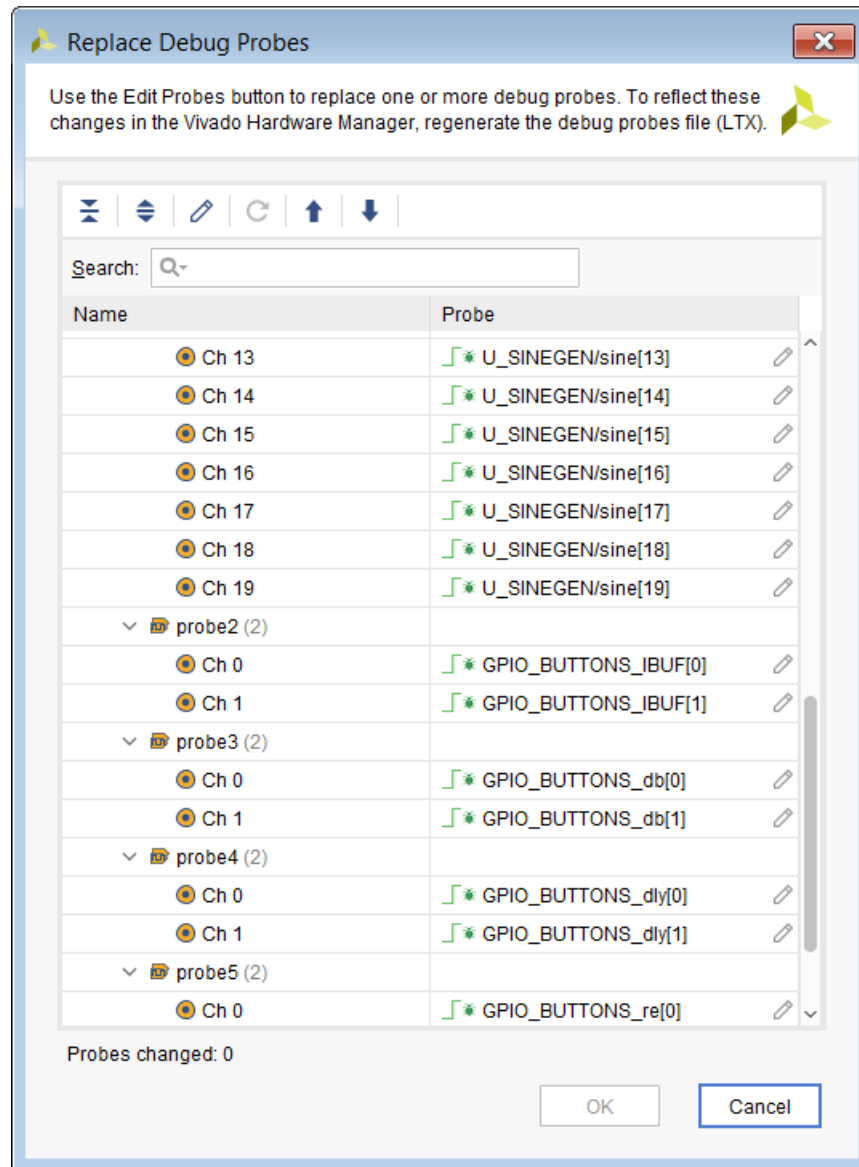 Replace Debug Probes
Use the Edit Probes button to replace one or more debug probes. To reflect these
changes in the Vivado Hardware Manager, regenerate the debug probes file (LTX).
Search:
Name Probe
Ch 13 U_SINEGEN/sine[13]
Ch 14 U_SINEGEN/sine[14]
Ch 15 U_SINEGEN/sine[15]
Ch 16 U_SINEGEN/sine[16]
Ch 17 U_SINEGEN/sine[17]
Ch 18 U_SINEGEN/sine[18]
Ch 19 U_SINEGEN/sine[19]
probe2 (2)
Ch 0 GPIO_BUTTONS_IBUF[0]
Ch 1 GPIO_BUTTONS_IBUF[1]
probe3 (2)
Ch 0 GPIO_BUTTONS_db[0]
Ch 1 GPIO_BUTTONS_db[1]
probe4 (2)
Ch 0 GPIO_BUTTONS_dly[0]
Ch 1 GPIO_BUTTONS_dly[1]
probe5 (2)
Ch 0 GPIO_BUTTONS_re[0]
Probes changed: 0
OK Cancel